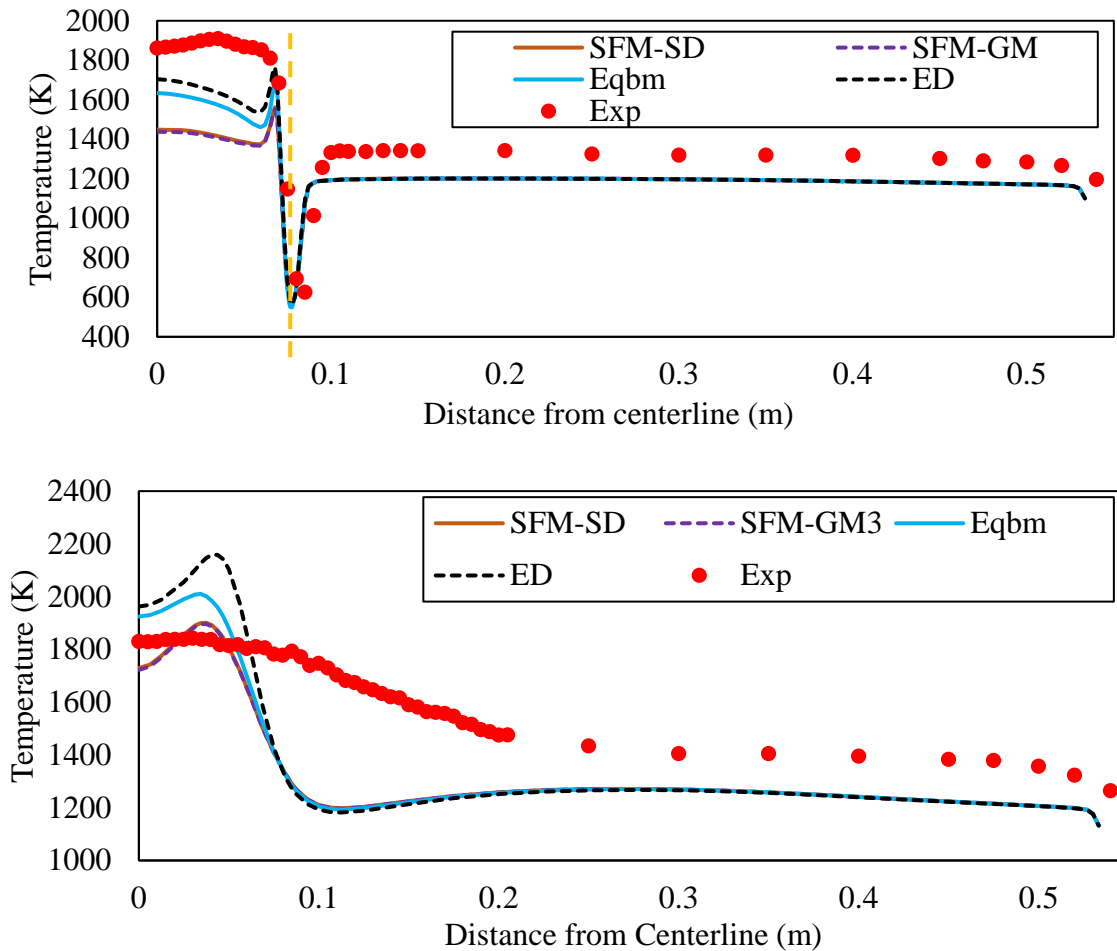 2000
1800
1600
1400
1200
1000
800
600
400
Temperature (K)
SFM-SD SFM-GM
Eqbm ED
Exp
0 0.1 0.2 0.3 0.4 0.5
Distance from centerline (m)
2400
2200
2000
1800
1600
1400
1200
1000
Temperature (K)
SFM-SD SFM-GM3 Eqbm
ED Exp
0 0.1 0.2 0.3 0.4 0.5
Distance from Centerline (m)